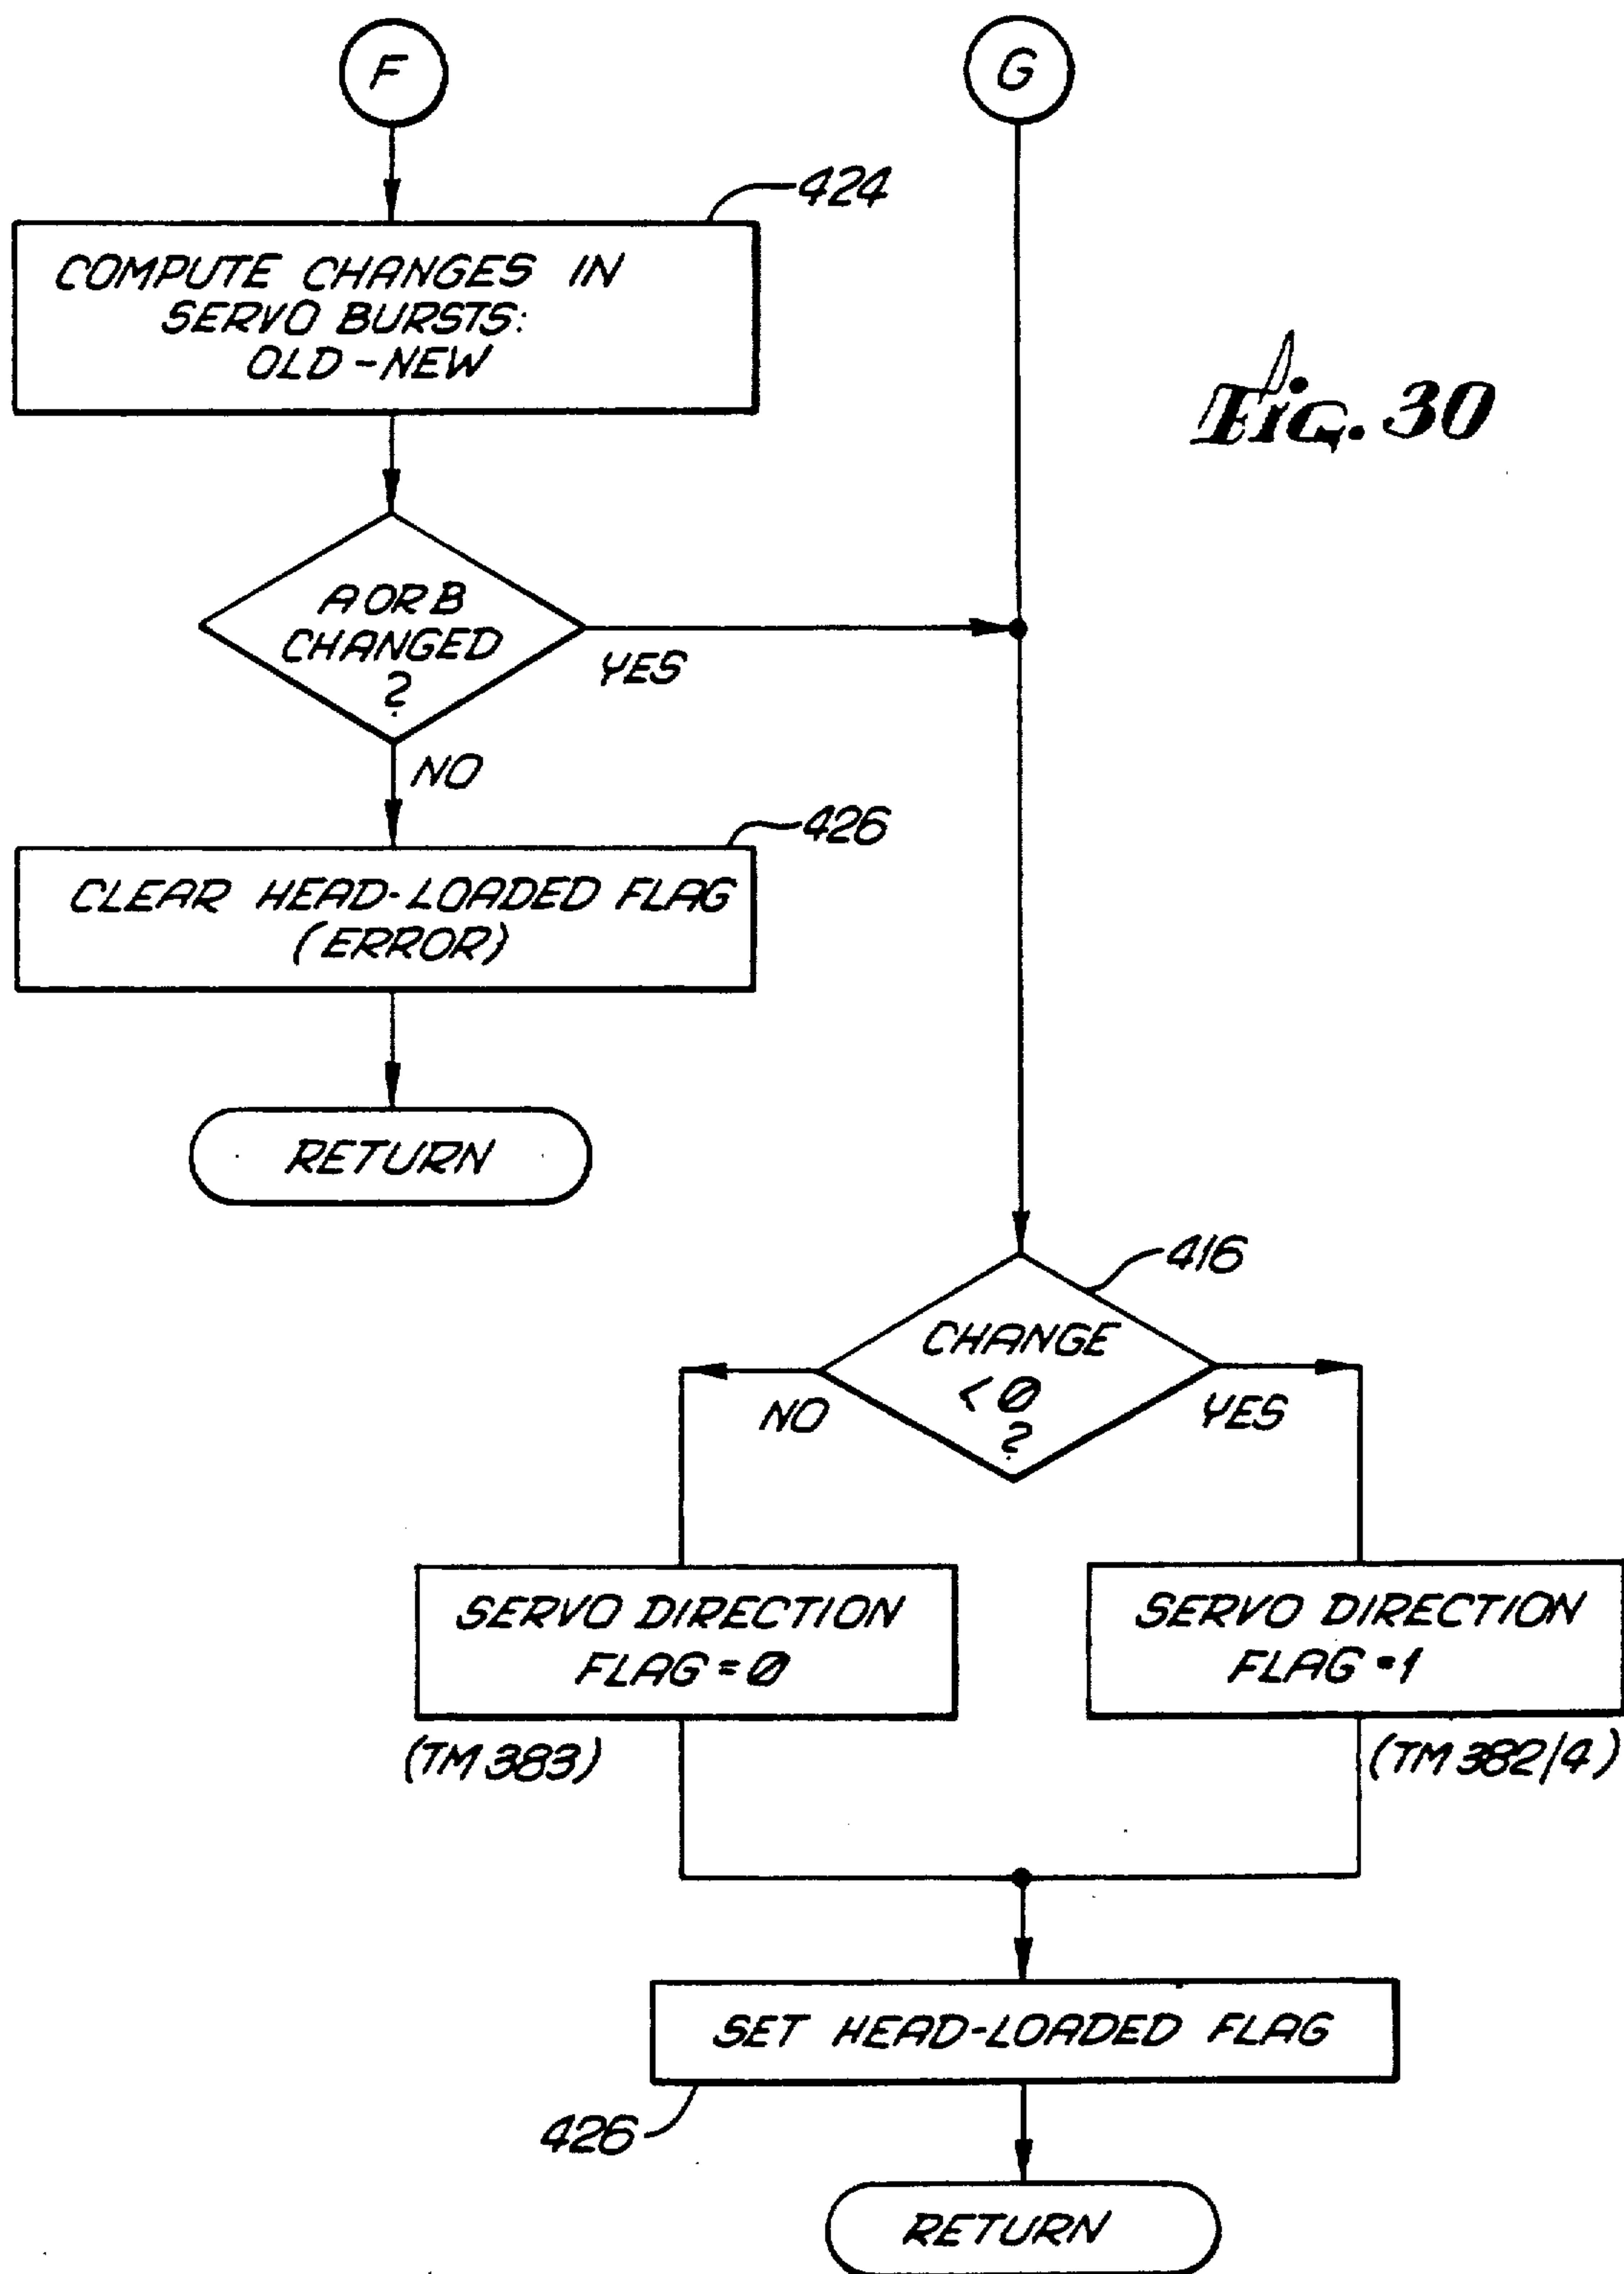 F
G
424
COMPUTE CHANGES IN
SERVO BURSTS:
OLD-NEW
Fig. 30
A OR B
CHANGED
?
YES
NO
426
CLEAR HEAD-LOADED FLAG
(ERROR)
RETURN
416
CHANGE
<0
?
NO
YES
SERVO DIRECTION
FLAG=0
SERVO DIRECTION
FLAG=1
(TM 383)
(TM 382/4)
SET HEAD-LOADED FLAG
426
RETURN